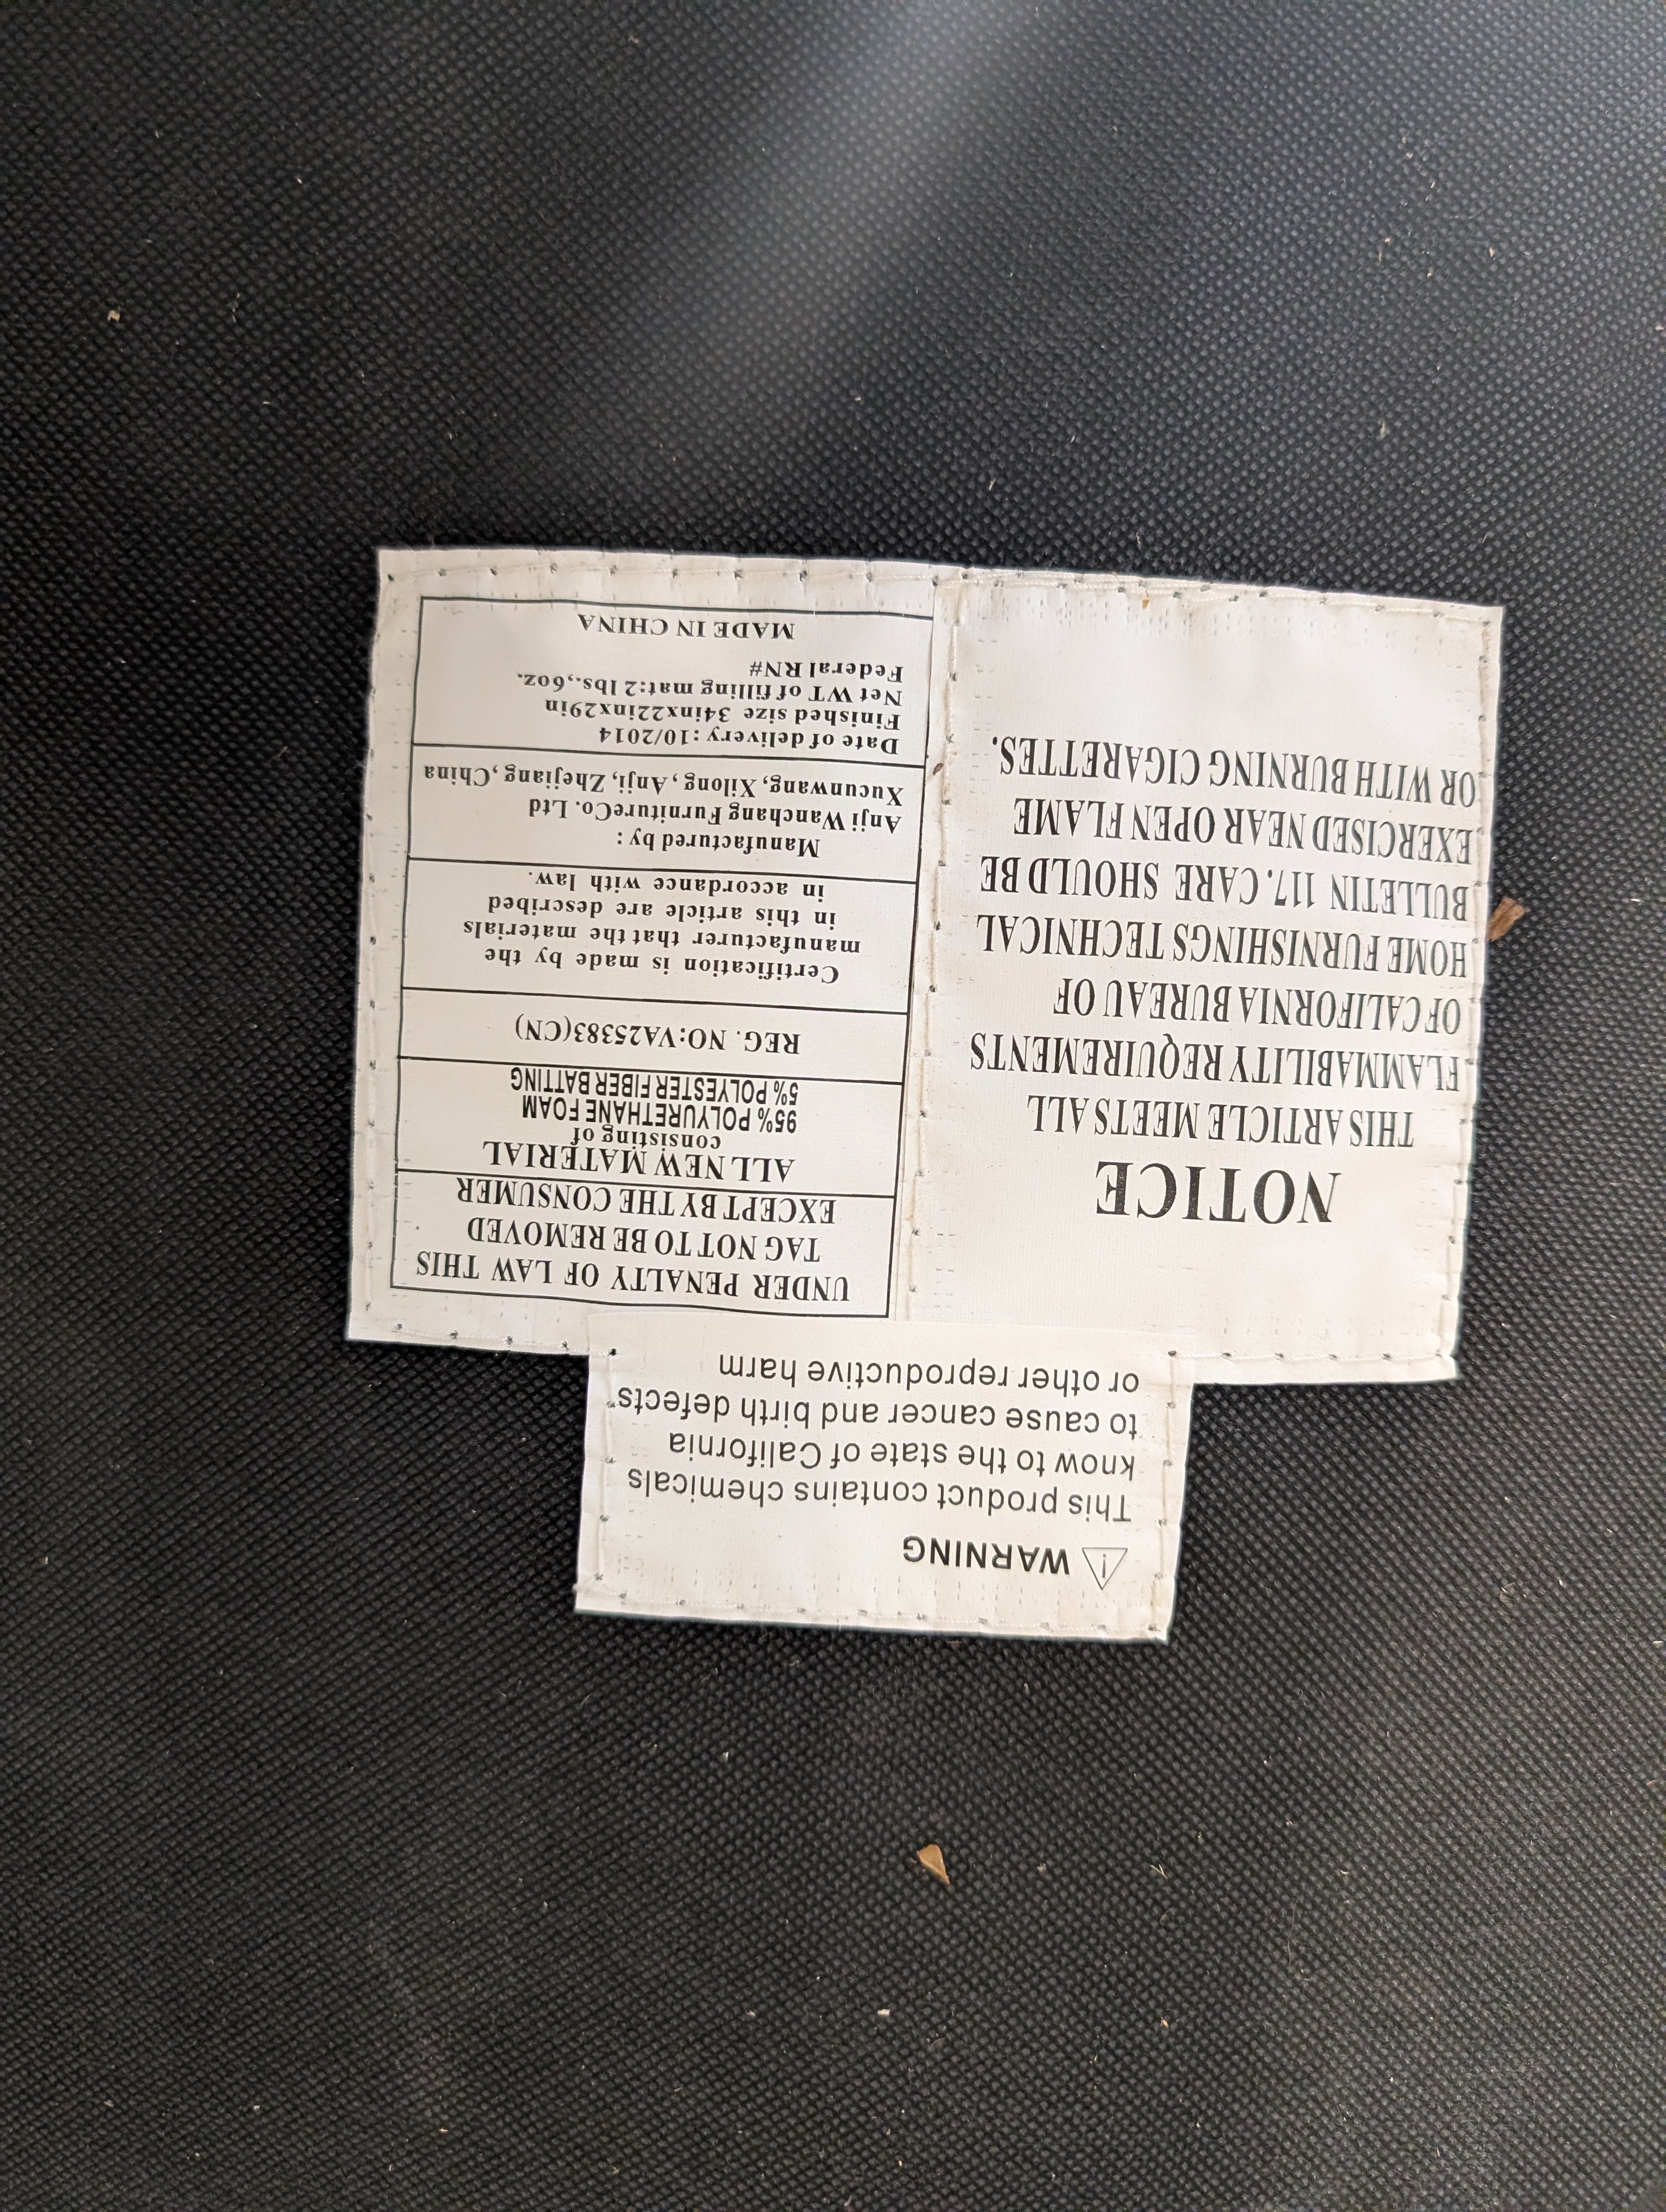 WARNING
This product contains chemicals
know to the state of California
to cause cancer and birth defects
or other reproductive harm
NOTICE
THIS ARTICLE MEETS ALL
FLAMMABILITY REQUIREMENTS
OF CALIFORNIA BUREAU OF
HOME FURNISHINGS TECHNICAL
BULLETIN 117. CARE SHOULD BE
EXERCISED NEAR OPEN FLAME
OR WITH BURNING CIGARETTES.
UNDER PENALTY OF LAW THIS
TAG NOT TO BE REMOVED
EXCEPT BY THE CONSUMER
ALL NEW MATERIAL
consisting of
95% POLYURETHANE FOAM
5% POLYESTER FIBER BATTING
REG. NO:VA25383(CN)
Certification is made by the
manufacturer that the materials
in this article are described
in accordance with law.
Manufactured by:
Anji Wanchang FurnitureCo. Ltd
Xucunwang, Xilong, Anji, Zhejiang, China
Date of delivery: 10/2014
Finished size 34inx22inx29in
Net WT of filling mat:2 lbs.,6oz.
Federal RN#
MADE IN CHINA